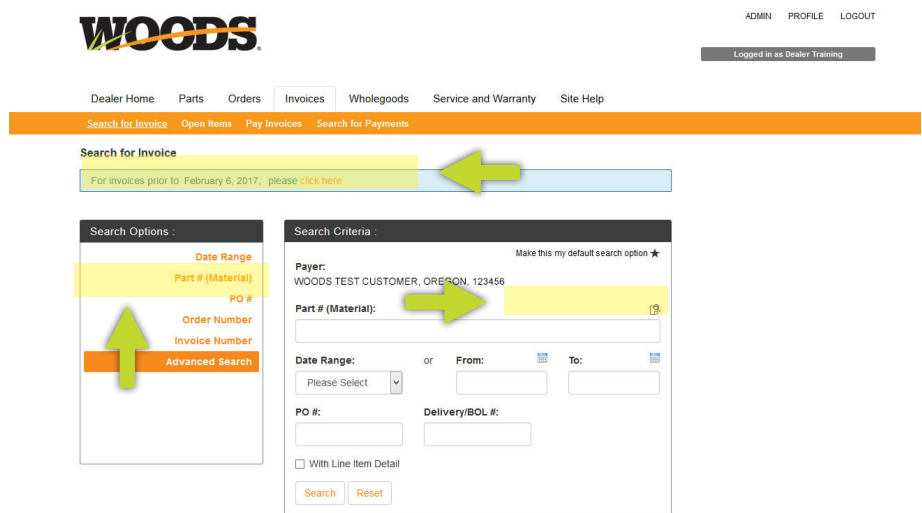 WOODS
ADMIN PROFILE LOGOUT
Logged in as Dealer Training
Dealer Home Parts Orders Invoices Wholegoods Service and Warranty Site Help
Search for Invoice Open Items Pay Invoices Search for Payments
Search for Invoice
For invoices prior to February 6, 2017, please click here
Search Options :
Date Range
Part # (Material)
PO #
Order Number
Invoice Number
Advanced Search
Search Criteria :
Make this my default search option ★
Payer:
WOODS TEST CUSTOMER, OREGON, 123456
Part # (Material):
Date Range: or From: To:
Please Select
PO #: Delivery/BOL #:
With Line Item Detail
Search Reset